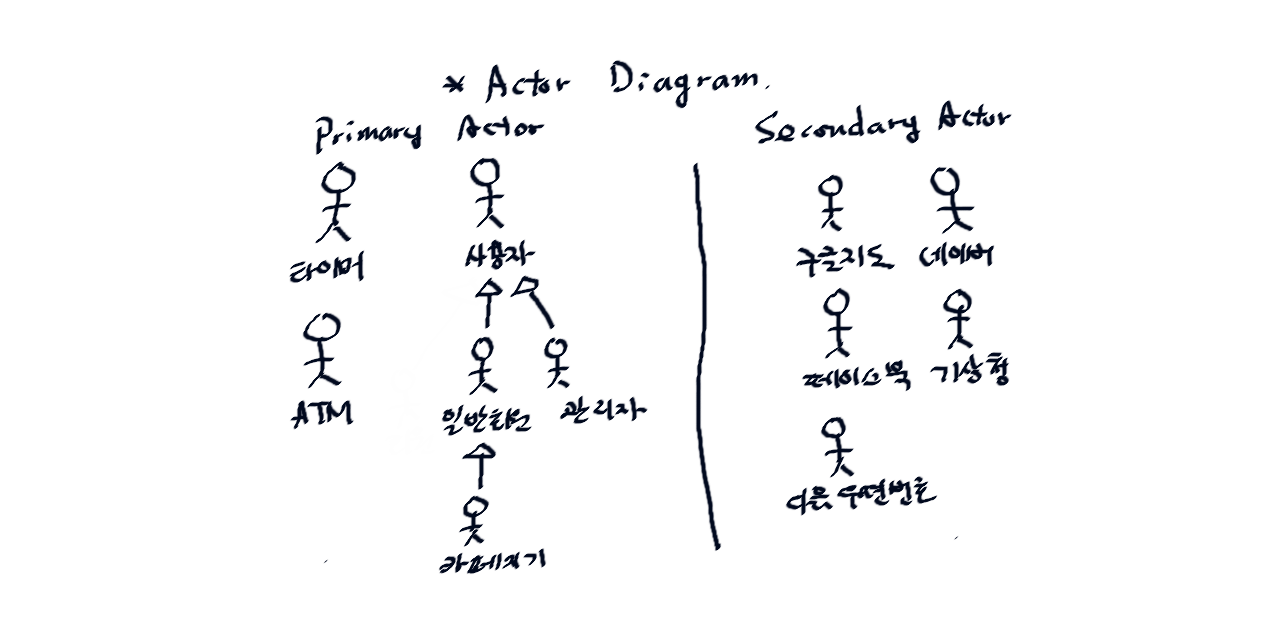 * Actor Diagram.
Primary Actor
Secondary Actor
타이머
사용자
ATM
일반회원
관리자
카페지기
구글지도
네이버
페이스북
기상청
다음 우편번호